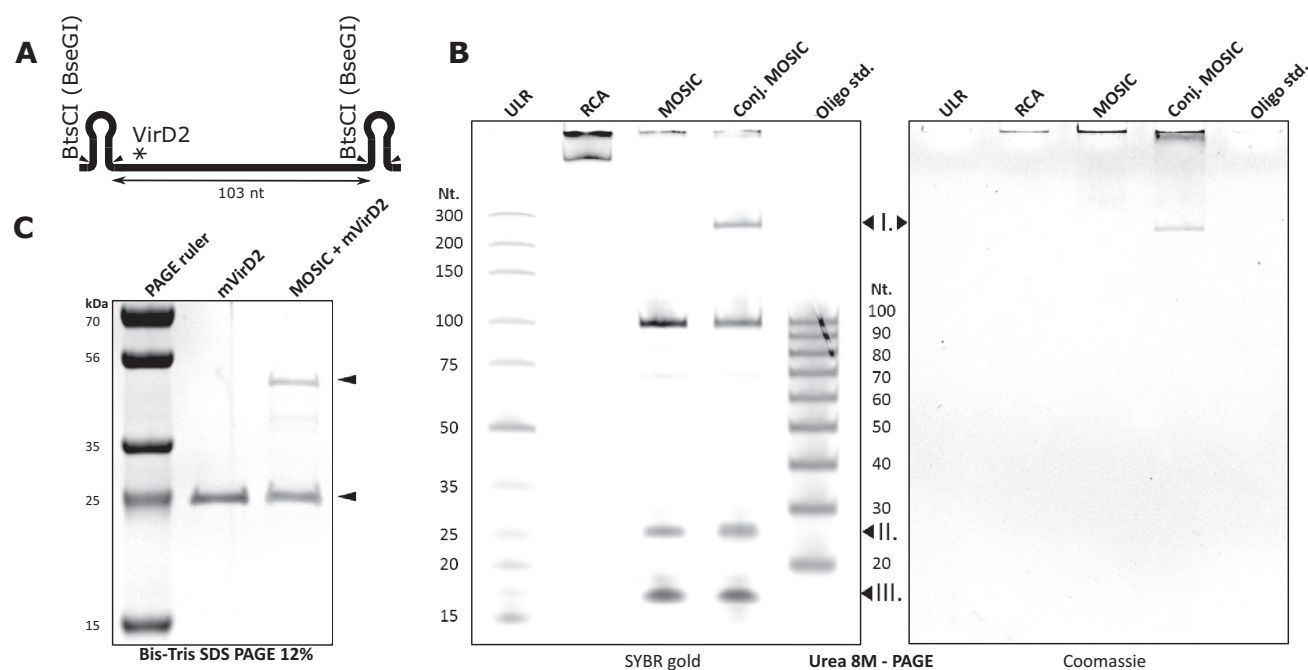 A
BtsCI (BseGI)
BtsCI (BseGI)
VirD2
*
103 nt
B
ULR
RCA
MOSIC
Conj. MOSIC
Oligo std.
ULR
RCA
MOSIC
Conj. MOSIC
Oligo std.
Nt.
300
200
150
100
75
50
35
25
20
15
I.
II.
III.
Nt.
100
90
80
70
60
50
40
30
20
SYBR gold
Urea 8M - PAGE
Coomassie
C
PAGE ruler
mVirD2
MOSIC + mVirD2
kDa
70
56
35
25
15
Bis-Tris SDS PAGE 12%